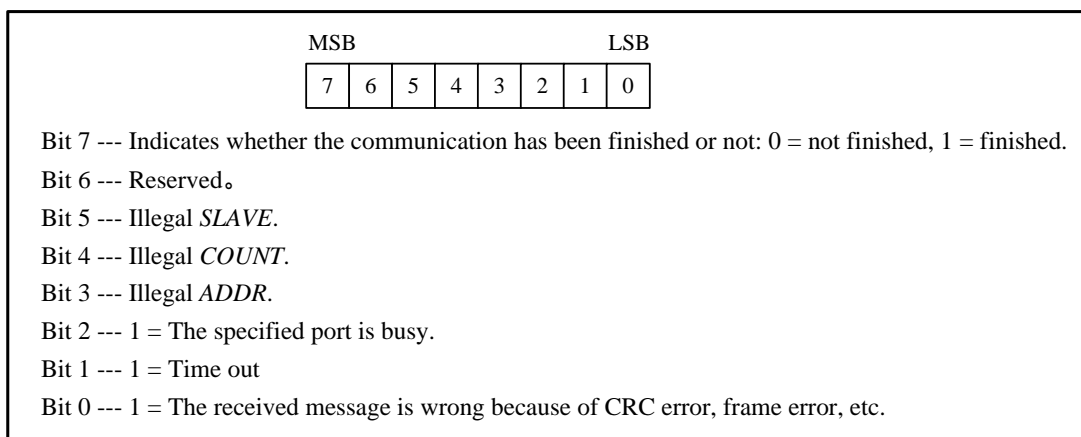 MSB LSB
7 6 5 4 3 2 1 0
Bit 7 --- Indicates whether the communication has been finished or not: 0 = not finished, 1 = finished.
Bit 6 --- Reserved。
Bit 5 --- Illegal SLAVE.
Bit 4 --- Illegal COUNT.
Bit 3 --- Illegal ADDR.
Bit 2 --- 1 = The specified port is busy.
Bit 1 --- 1 = Time out
Bit 0 --- 1 = The received message is wrong because of CRC error, frame error, etc.